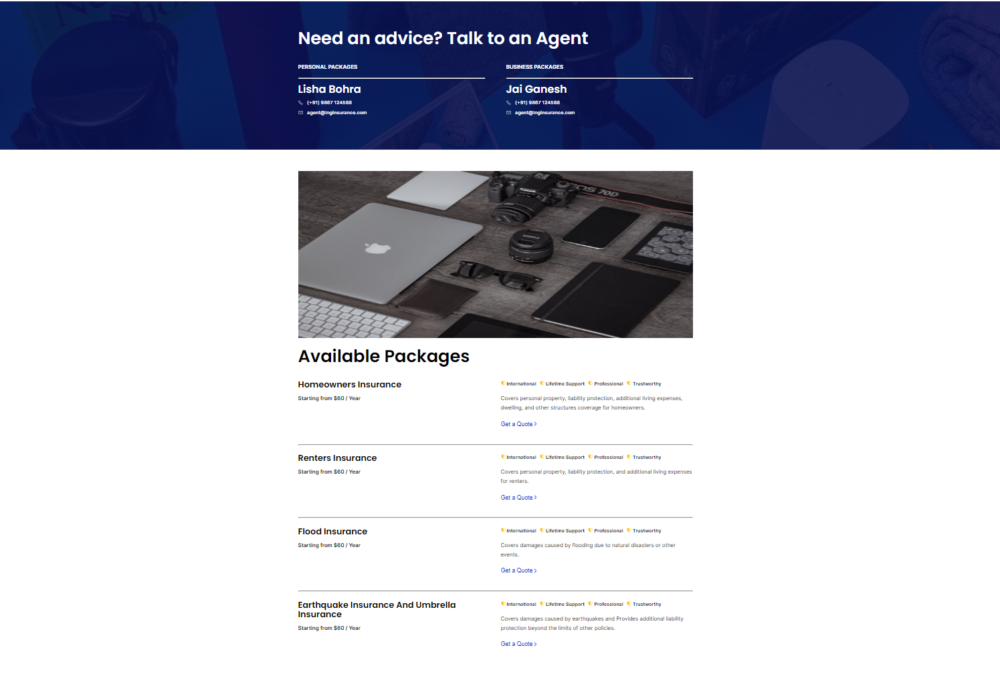 Need an advice? Talk to an Agent
PERSONAL PACKAGES
Lisha Bohra
(+91) 9867 124588
agent@inginsurance.com
BUSINESS PACKAGES
Jai Ganesh
(+91) 9867 124588
agent@inginsurance.com
EOS 70D
Available Packages
Homeowners Insurance
Starting from $60 / Year
International Lifetime Support Professional Trustworthy
Covers personal property, liability protection, additional living expenses,
dwelling, and other structures coverage for homeowners.
Get a Quote
Renters Insurance
Starting from $60 / Year
International Lifetime Support Professional Trustworthy
Covers personal property, liability protection, and additional living expenses
for renters.
Get a Quote
Flood Insurance
Starting from $60 / Year
International Lifetime Support Professional Trustworthy
Covers damages caused by flooding due to natural disasters or other
events.
Get a Quote
Earthquake Insurance And Umbrella
Insurance
Starting from $60 / Year
International Lifetime Support Professional Trustworthy
Covers damages caused by earthquakes and Provides additional liability
protection beyond the limits of other policies.
Get a Quote